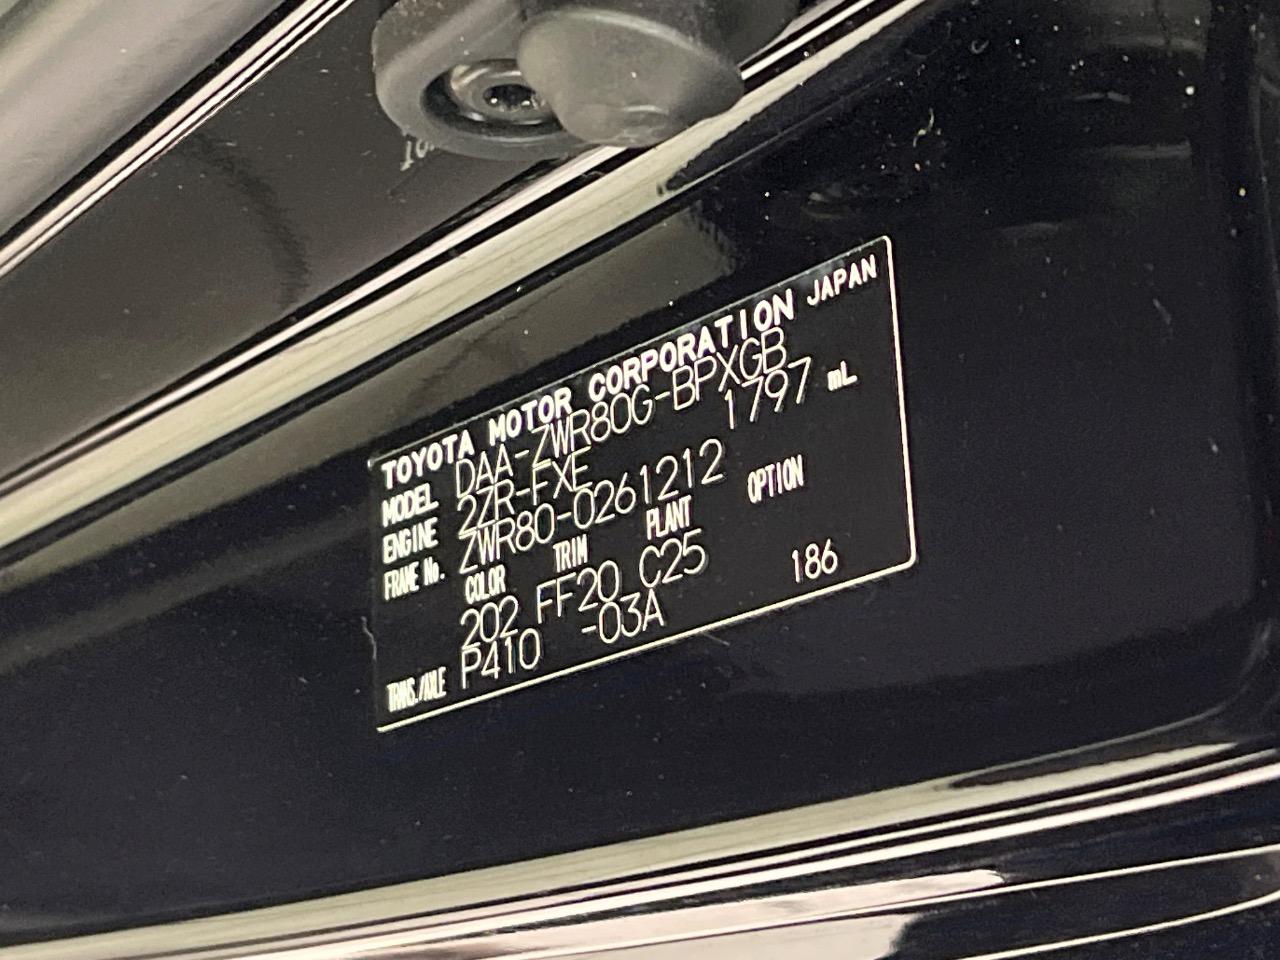 TOYOTA MOTOR CORPORATION JAPAN
MODEL DAA-ZWR80G-BPXGB
ENGINE 2ZR-FXE 1797 mL
FRAME No. ZWR80-0261212
COLOR TRIM PLANT OPTION
202 FF20 C25 186
TRANS./AXLE P410 -03A